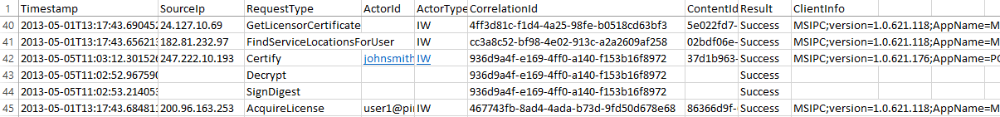 1 Timestamp SourceIp RequestType ActorId ActorType CorrelationId ContentId Result ClientInfo
40 2013-05-01T13:17:43.690452 24.127.10.69 GetLicensorCertificate IW 4ff3d81c-f1d4-4a25-98fe-b0518cd63bf3 5e022fd7- Success MSIPC;version=1.0.621.118;AppName=M
41 2013-05-01T13:17:43.656213 182.81.232.97 FindServiceLocationsForUser IW cc3a8c52-bf98-4e02-913c-a2a2609af258 02bdf06e- Success MSIPC;version=1.0.621.118;AppName=M
42 2013-05-05T11:03:12.301526 247.222.10.193 Certify johnsmith IW 936d9a4f-e169-4ff0-a140-f153b16f8972 37d1b963- Success MSIPC;version=1.0.621.176;AppName=PO
43 2013-05-05T11:02:52.967590 Decrypt 936d9a4f-e169-4ff0-a140-f153b16f8972 Success
44 2013-05-05T11:02:53.214053 SignDigest 936d9a4f-e169-4ff0-a140-f153b16f8972 Success
45 2013-05-01T13:17:43.684811 200.96.163.253 AcquireLicense user1@pi IW 467743fb-8ad4-4ada-b73d-9fd50d678e68 86366d9f- Success MSIPC;version=1.0.621.118;AppName=M